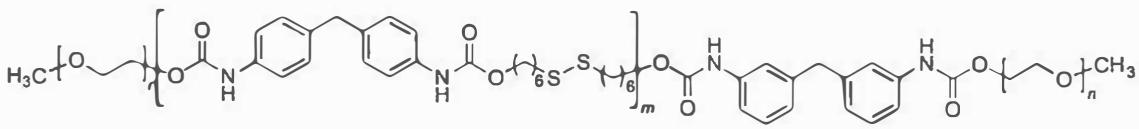 O O H H
H₃C O n O N H N H O 6 S S 6 m O N N O O n CH₃
O O